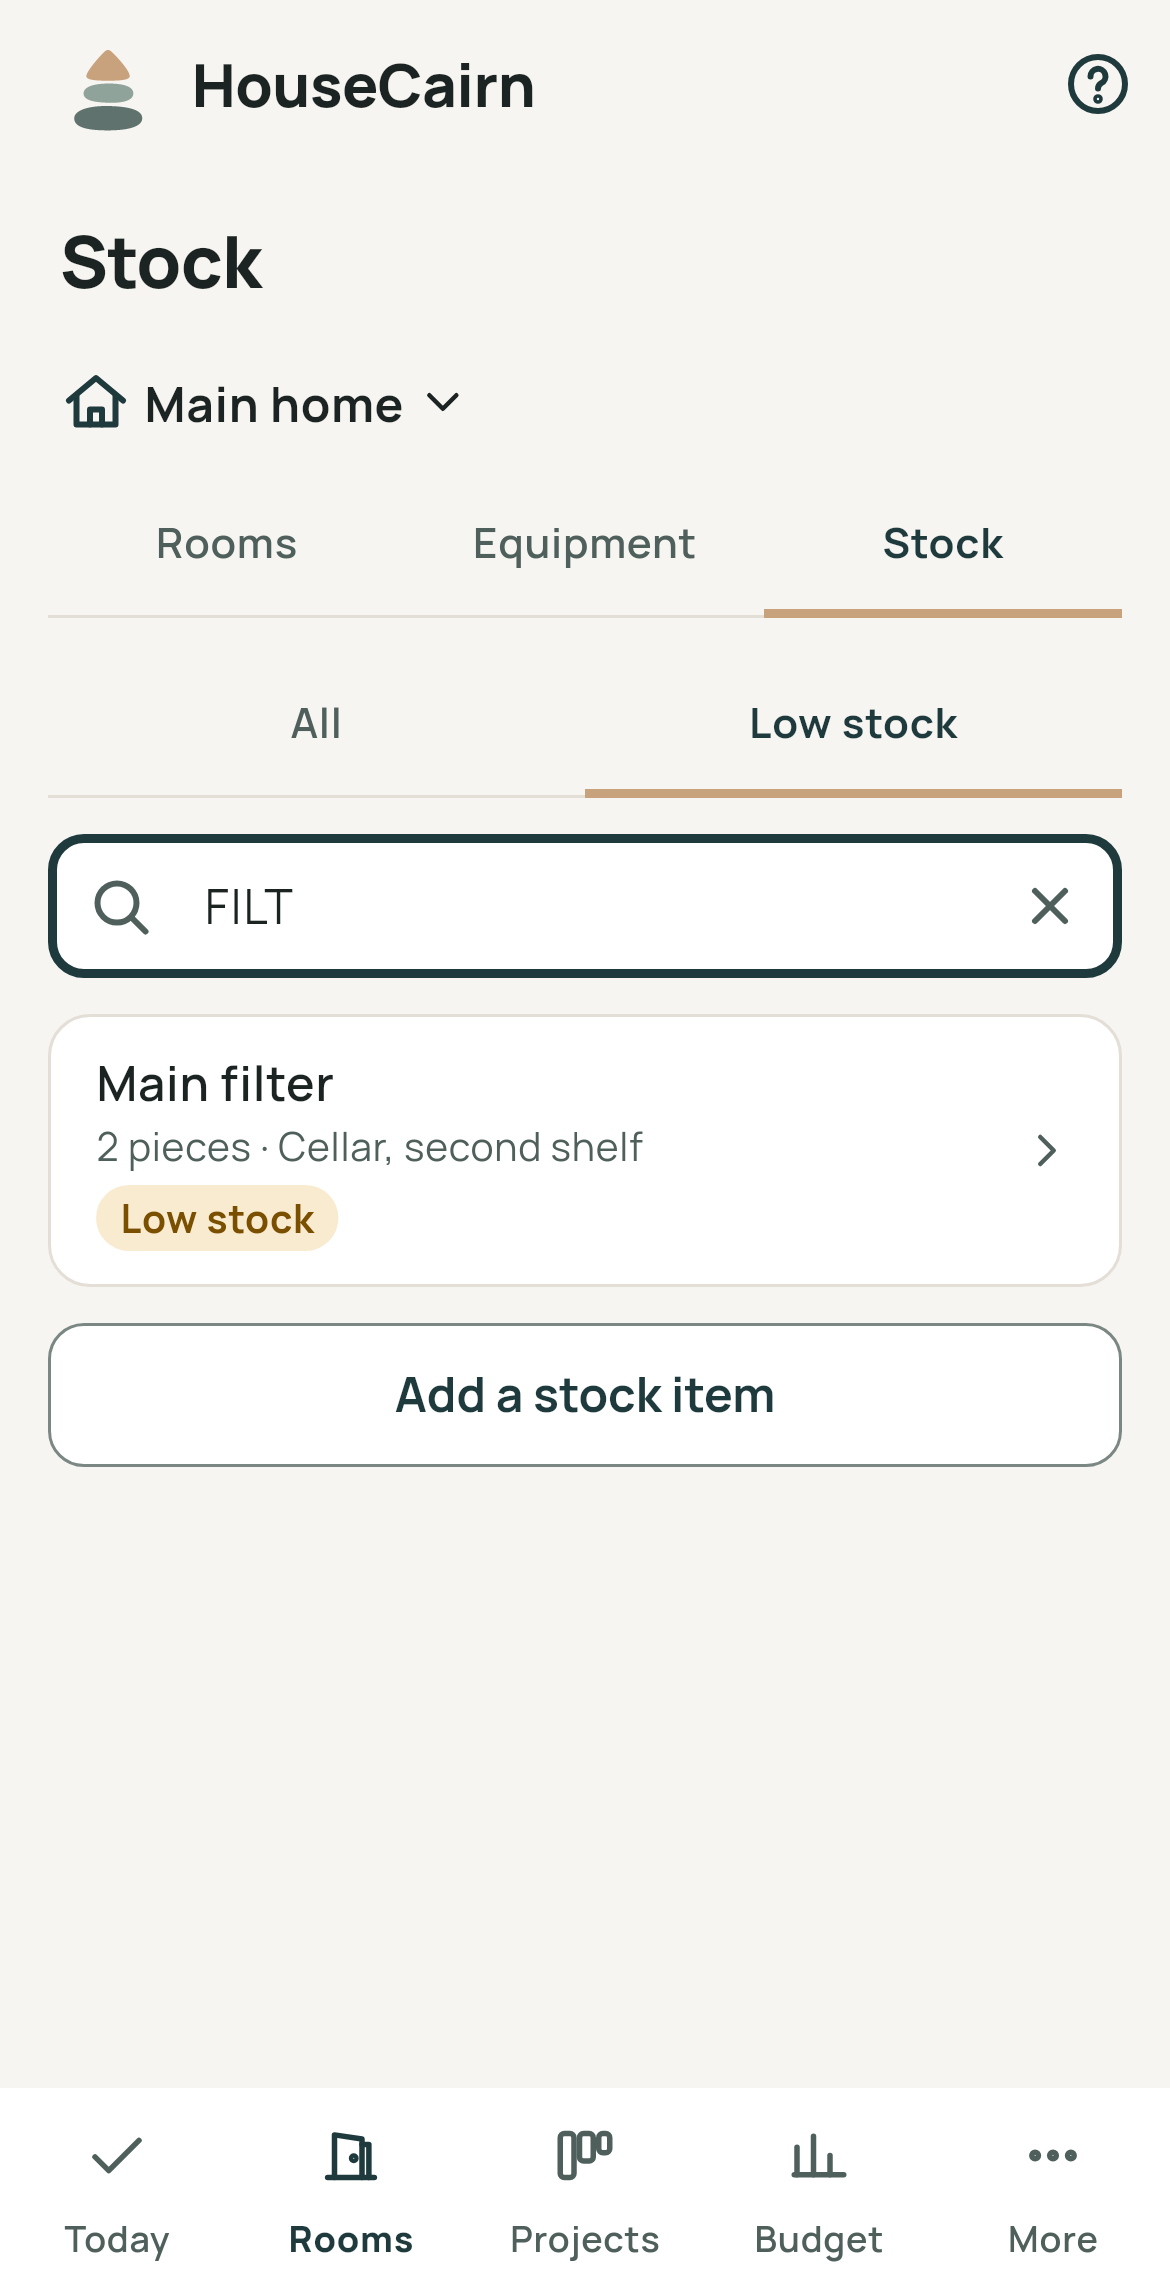 HouseCairn
Stock
Main home
Rooms Equipment Stock
All Low stock
FILT
Main filter
2 pieces · Cellar, second shelf
Low stock
Add a stock item
Today Rooms Projects Budget More